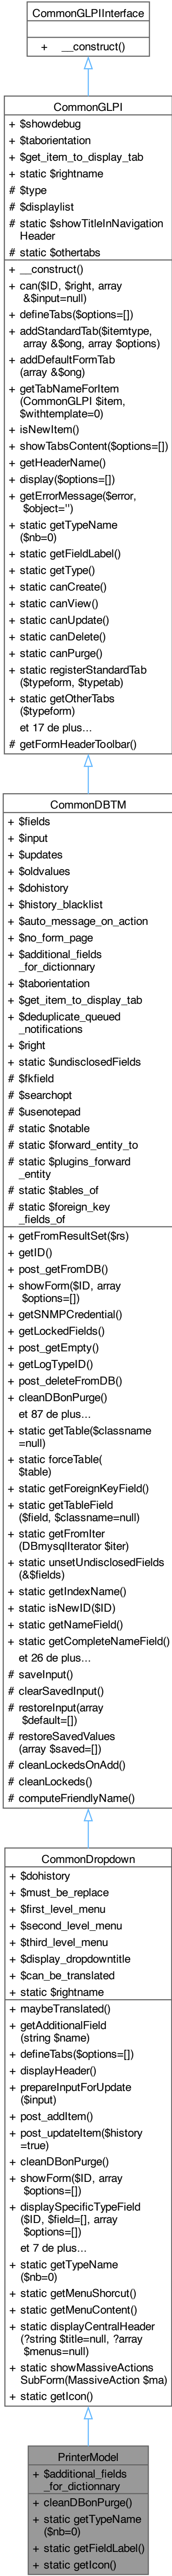 CommonGLPIInterface
+ __construct()
CommonGLPI
+ $showdebug
+ $taborientation
+ $get_item_to_display_tab
+ static $rightname
# $type
# $displaylist
# static $showTitleInNavigation
Header
# static $othertabs
+ __construct()
+ can($ID, $right, array
&$input=null)
+ defineTabs($options=[])
+ addStandardTab($itemtype,
array &$ong, array $options)
+ addDefaultFormTab
(array &$ong)
+ getTabNameForItem
(CommonGLPI $item,
$withtemplate=0)
+ isNewItem()
+ showTabsContent($options=[])
+ getHeaderName()
+ display($options=[])
+ getErrorMessage($error,
$object='')
+ static getTypeName
($nb=0)
+ static getFieldLabel()
+ static getType()
+ static canCreate()
+ static canView()
+ static canUpdate()
+ static canDelete()
+ static canPurge()
+ static registerStandardTab
($typeform, $typetab)
+ static getOtherTabs
($typeform)
et 17 de plus...
# getFormHeaderToolbar()
CommonDBTM
+ $fields
+ $input
+ $updates
+ $oldvalues
+ $dohistory
+ $history_blacklist
+ $auto_message_on_action
+ $no_form_page
+ $additional_fields
_for_dictionnary
+ $taborientation
+ $get_item_to_display_tab
+ $deduplicate_queued
_notifications
+ $right
+ static $undisclosedFields
# $fkfield
# $searchopt
# $usenotepad
# static $notable
# static $forward_entity_to
# static $plugins_forward
_entity
# static $tables_of
# static $foreign_key
_fields_of
+ getFromResultSet($rs)
+ getID()
+ post_getFromDB()
+ showForm($ID, array
$options=[])
+ getSNMPCredential()
+ getLockedFields()
+ post_getEmpty()
+ getLogTypeID()
+ post_deleteFromDB()
+ cleanDBonPurge()
et 87 de plus...
+ static getTable($classname
=null)
+ static forceTable(
$table)
+ static getForeignKeyField()
+ static getTableField
($field, $classname=null)
+ static getFromIter
(DBmysqlIterator $iter)
+ static unsetUndisclosedFields
(&$fields)
+ static getIndexName()
+ static isNewID($ID)
+ static getNameField()
+ static getCompleteNameField()
et 26 de plus...
# saveInput()
# clearSavedInput()
# restoreInput(array
$default=[])
# restoreSavedValues
(array $saved=[])
# cleanLockedsOnAdd()
# cleanLockeds()
# computeFriendlyName()
CommonDropdown
+ $dohistory
+ $must_be_replace
+ $first_level_menu
+ $second_level_menu
+ $third_level_menu
+ $display_dropdowntitle
+ $can_be_translated
+ static $rightname
+ maybeTranslated()
+ getAdditionalField
(string $name)
+ defineTabs($options=[])
+ displayHeader()
+ prepareInputForUpdate
($input)
+ post_addItem()
+ post_updateItem($history
=true)
+ cleanDBonPurge()
+ showForm($ID, array
$options=[])
+ displaySpecificTypeField
($ID, $field=[], array
$options=[])
et 7 de plus...
+ static getTypeName
($nb=0)
+ static getMenuShorcut()
+ static getMenuContent()
+ static displayCentralHeader
(?string $title=null, ?array
$menus=null)
+ static showMassiveActions
SubForm(MassiveAction $ma)
+ static getIcon()
PrinterModel
+ $additional_fields
_for_dictionnary
+ cleanDBonPurge()
+ static getTypeName
($nb=0)
+ static getFieldLabel()
+ static getIcon()